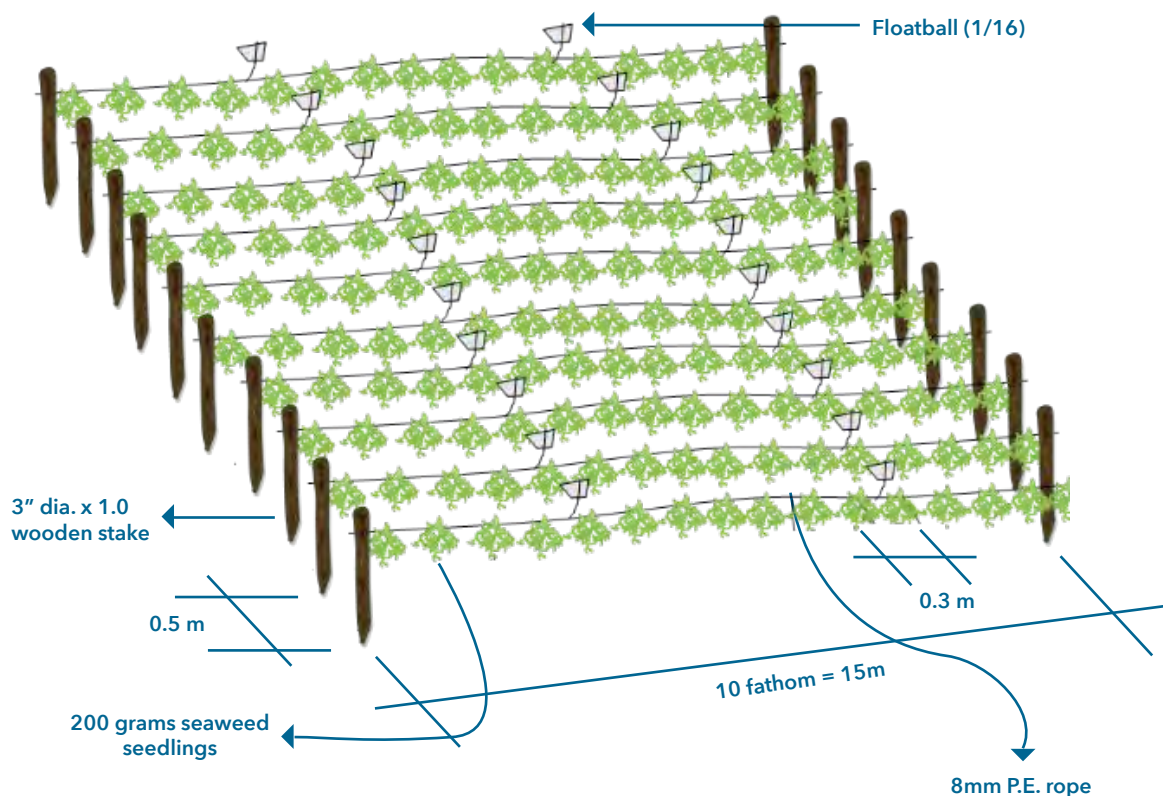 Floatball (1/16)
3” dia. x 1.0
wooden stake
0.5 m
0.3 m
10 fathom = 15m
200 grams seaweed
seedlings
8mm P.E. rope